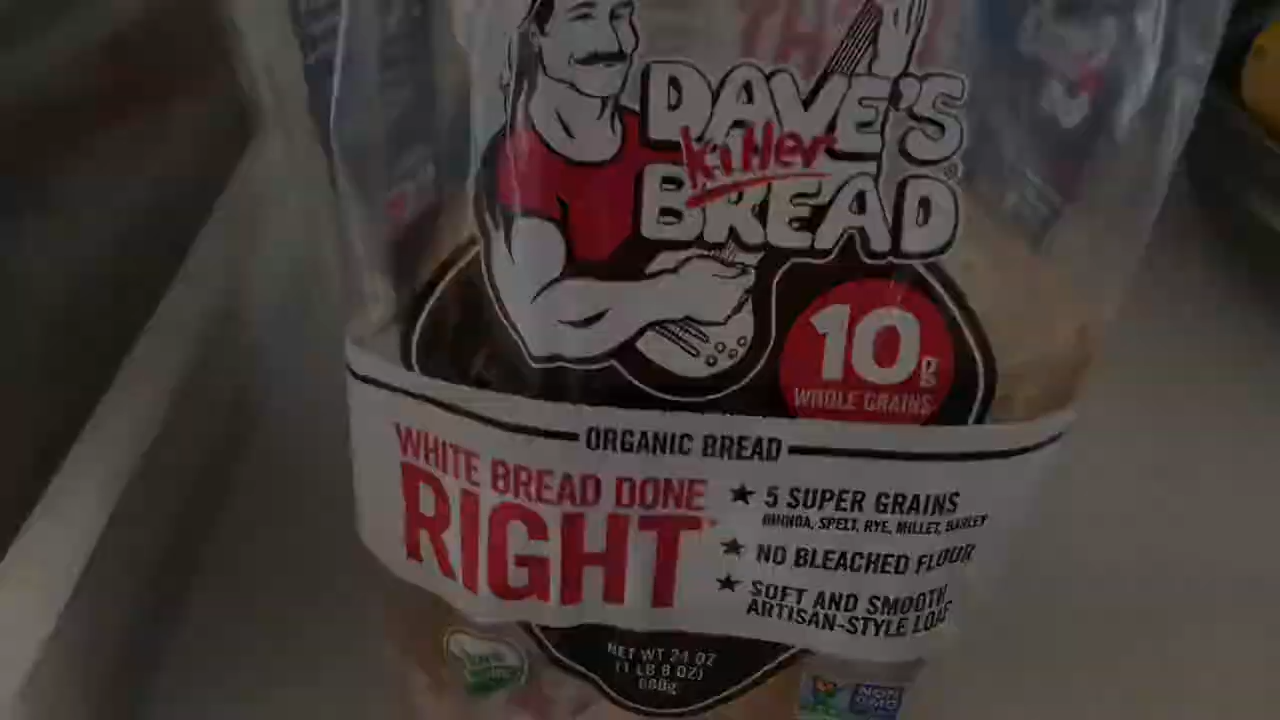 DAVE'S
killer
BREAD
10g
WHOLE GRAINS
ORGANIC BREAD
WHITE BREAD DONE
RIGHT
★ 5 SUPER GRAINS
QUINOA, SPELT, RYE, MILLET, BARLEY
★ NO BLEACHED FLOUR
★ SOFT AND SMOOTH
ARTISAN-STYLE LOAF
NET WT 24 OZ
(1 LB 8 OZ)
680g
NON
GMO